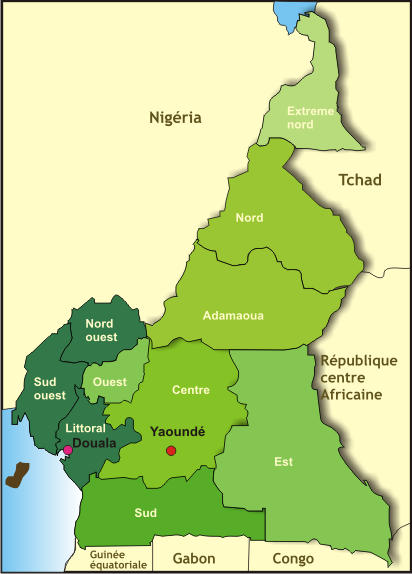 Extreme
nord
Nigéria
Tchad
Nord
Adamaoua
Nord
ouest
République
centre
Africaine
Sud
ouest
Ouest
Centre
Littoral
Douala
Yaoundé
Est
Sud
Guinée
équatoriale
Gabon
Congo